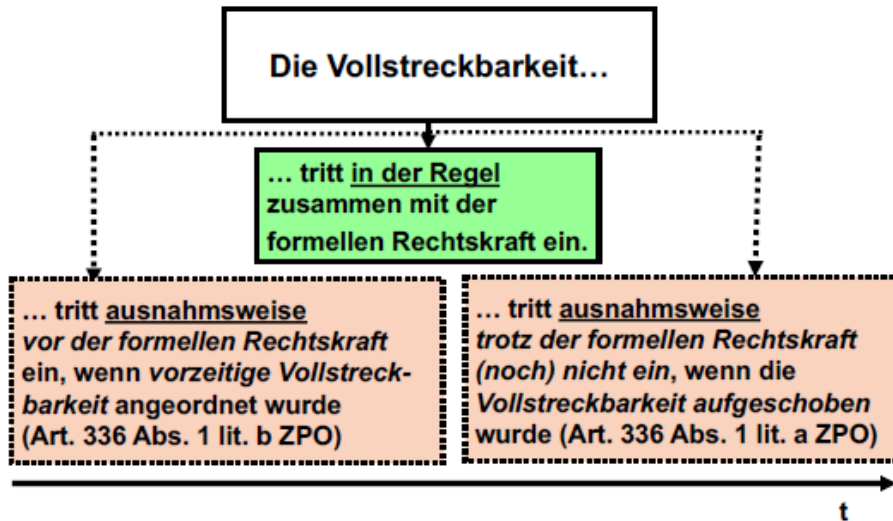 Die Vollstreckbarkeit…
… tritt in der Regel
zusammen mit der
formellen Rechtskraft ein.
… tritt ausnahmsweise
vor der formellen Rechtskraft
ein, wenn vorzeitige Vollstreck-
barkeit angeordnet wurde
(Art. 336 Abs. 1 lit. b ZPO)
… tritt ausnahmsweise
trotz der formellen Rechtskraft
(noch) nicht ein, wenn die
Vollstreckbarkeit aufgeschoben
wurde (Art. 336 Abs. 1 lit. a ZPO)
t